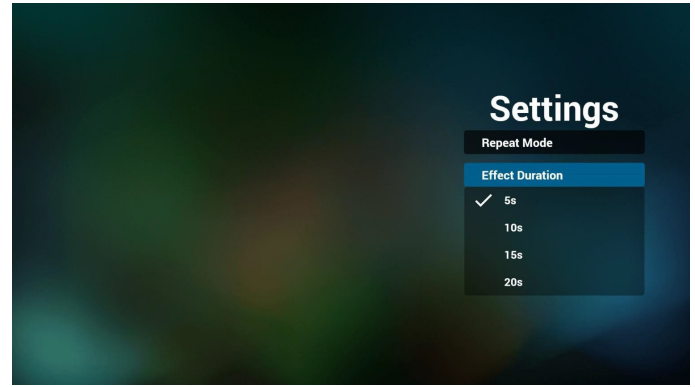 Settings
Repeat Mode
Effect Duration
5s
10s
15s
20s